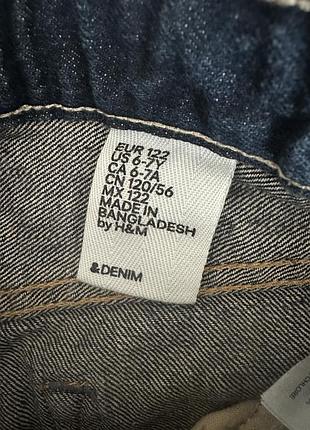 EUR 122
US 6-7Y
CA 6-7A
CN 120/56
MX 122
MADE IN
BANGLADESH
by H&M
&DENIM